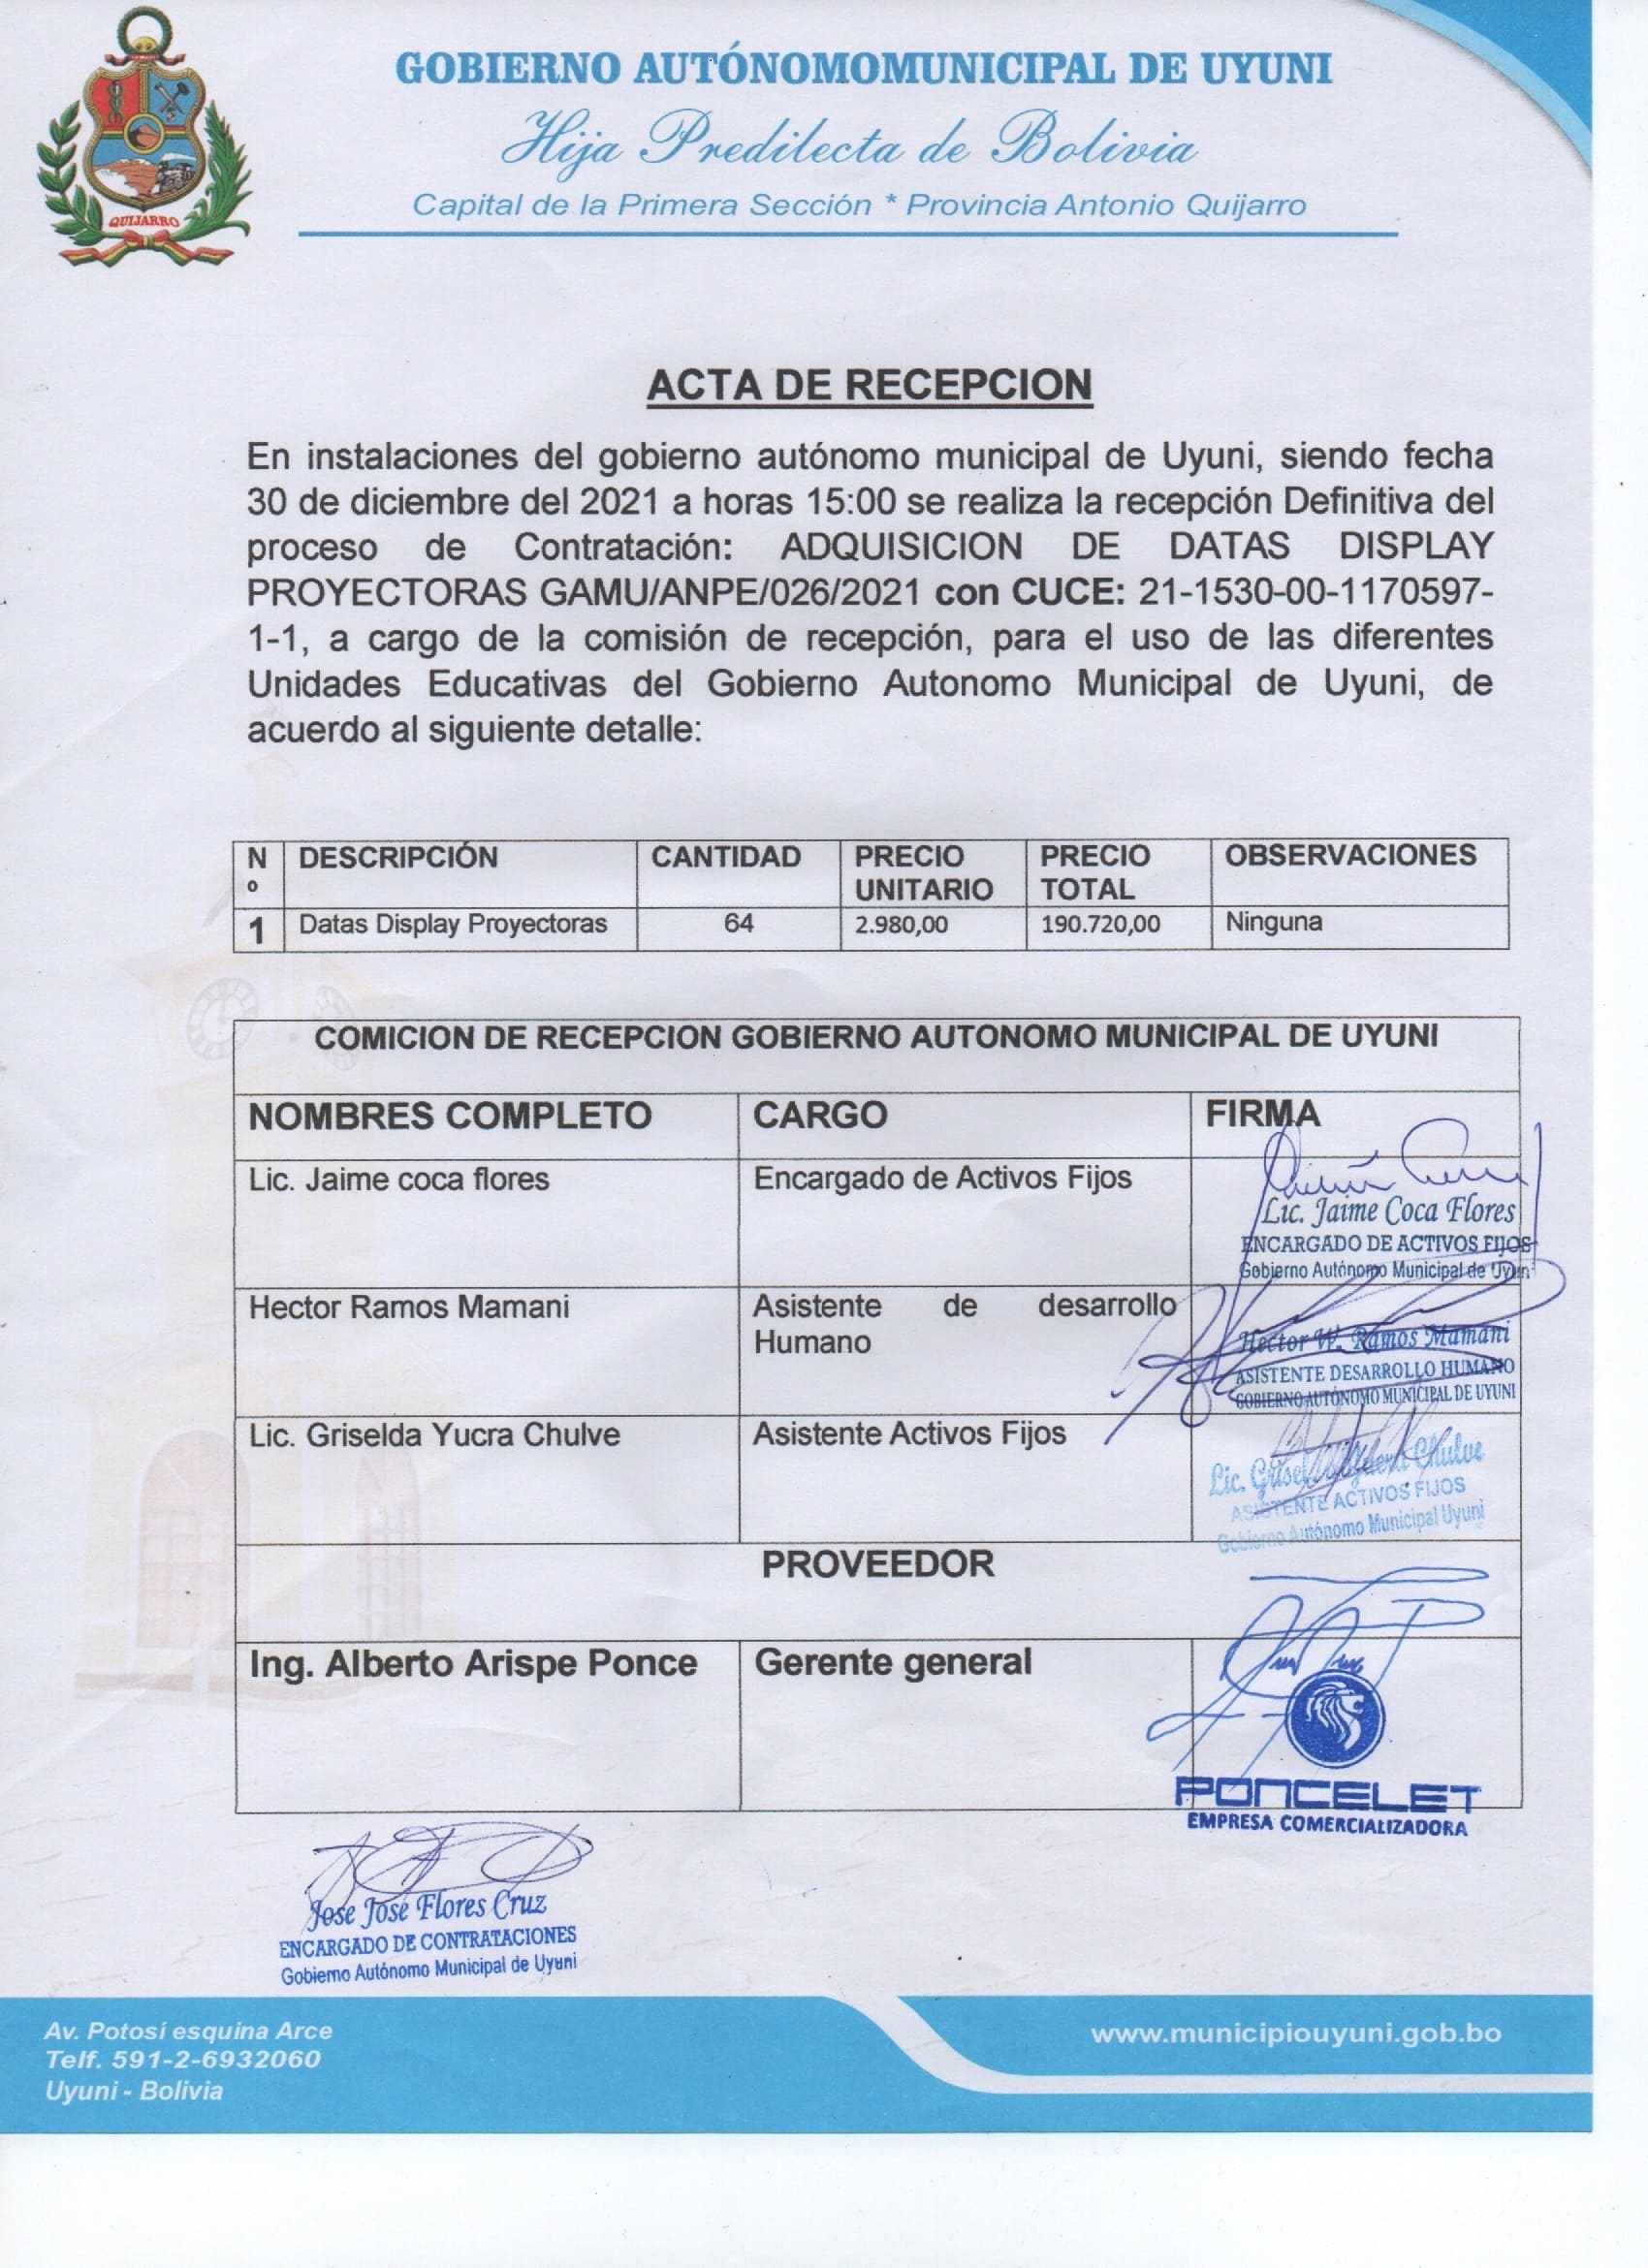 GOBIERNO AUTÓNOMOMUNICIPAL DE UYUNI
Hija Predilecta de Bolivia
Capital de la Primera Sección * Provincia Antonio Quijarro
QUIJARRO
ACTA DE RECEPCION
En instalaciones del gobierno autónomo municipal de Uyuni, siendo fecha
30 de diciembre del 2021 a horas 15:00 se realiza la recepción Definitiva del
proceso de Contratación: ADQUISICION DE DATAS DISPLAY
PROYECTORAS GAMU/ANPE/026/2021 con CUCE: 21-1530-00-1170597-
1-1, a cargo de la comisión de recepción, para el uso de las diferentes
Unidades Educativas del Gobierno Autonomo Municipal de Uyuni, de
acuerdo al siguiente detalle:
Nº DESCRIPCIÓN CANTIDAD PRECIO UNITARIO PRECIO TOTAL OBSERVACIONES
1 Datas Display Proyectoras 64 2.980,00 190.720,00 Ninguna
COMICION DE RECEPCION GOBIERNO AUTONOMO MUNICIPAL DE UYUNI
NOMBRES COMPLETO CARGO FIRMA
Lic. Jaime coca flores Encargado de Activos Fijos
Lic. Jaime Coca Flores
ENCARGADO DE ACTIVOS FIJOS
Gobierno Autónomo Municipal de Uyuni
Hector Ramos Mamani Asistente de desarrollo Humano
Hector W. Ramos Mamani
ASISTENTE DESARROLLO HUMANO
GOBIERNO AUTÓNOMO MUNICIPAL DE UYUNI
Lic. Griselda Yucra Chulve Asistente Activos Fijos
Lic. Griselda Yucra Chulve
ASISTENTE ACTIVOS FIJOS
Gobierno Autónomo Municipal Uyuni
PROVEEDOR
Ing. Alberto Arispe Ponce Gerente general
PONCELET
EMPRESA COMERCIALIZADORA
Jose José Flores Cruz
ENCARGADO DE CONTRATACIONES
Gobierno Autónomo Municipal de Uyuni
Av. Potosí esquina Arce
Telf. 591-2-6932060
Uyuni - Bolivia
www.municipiouyuni.gob.bo